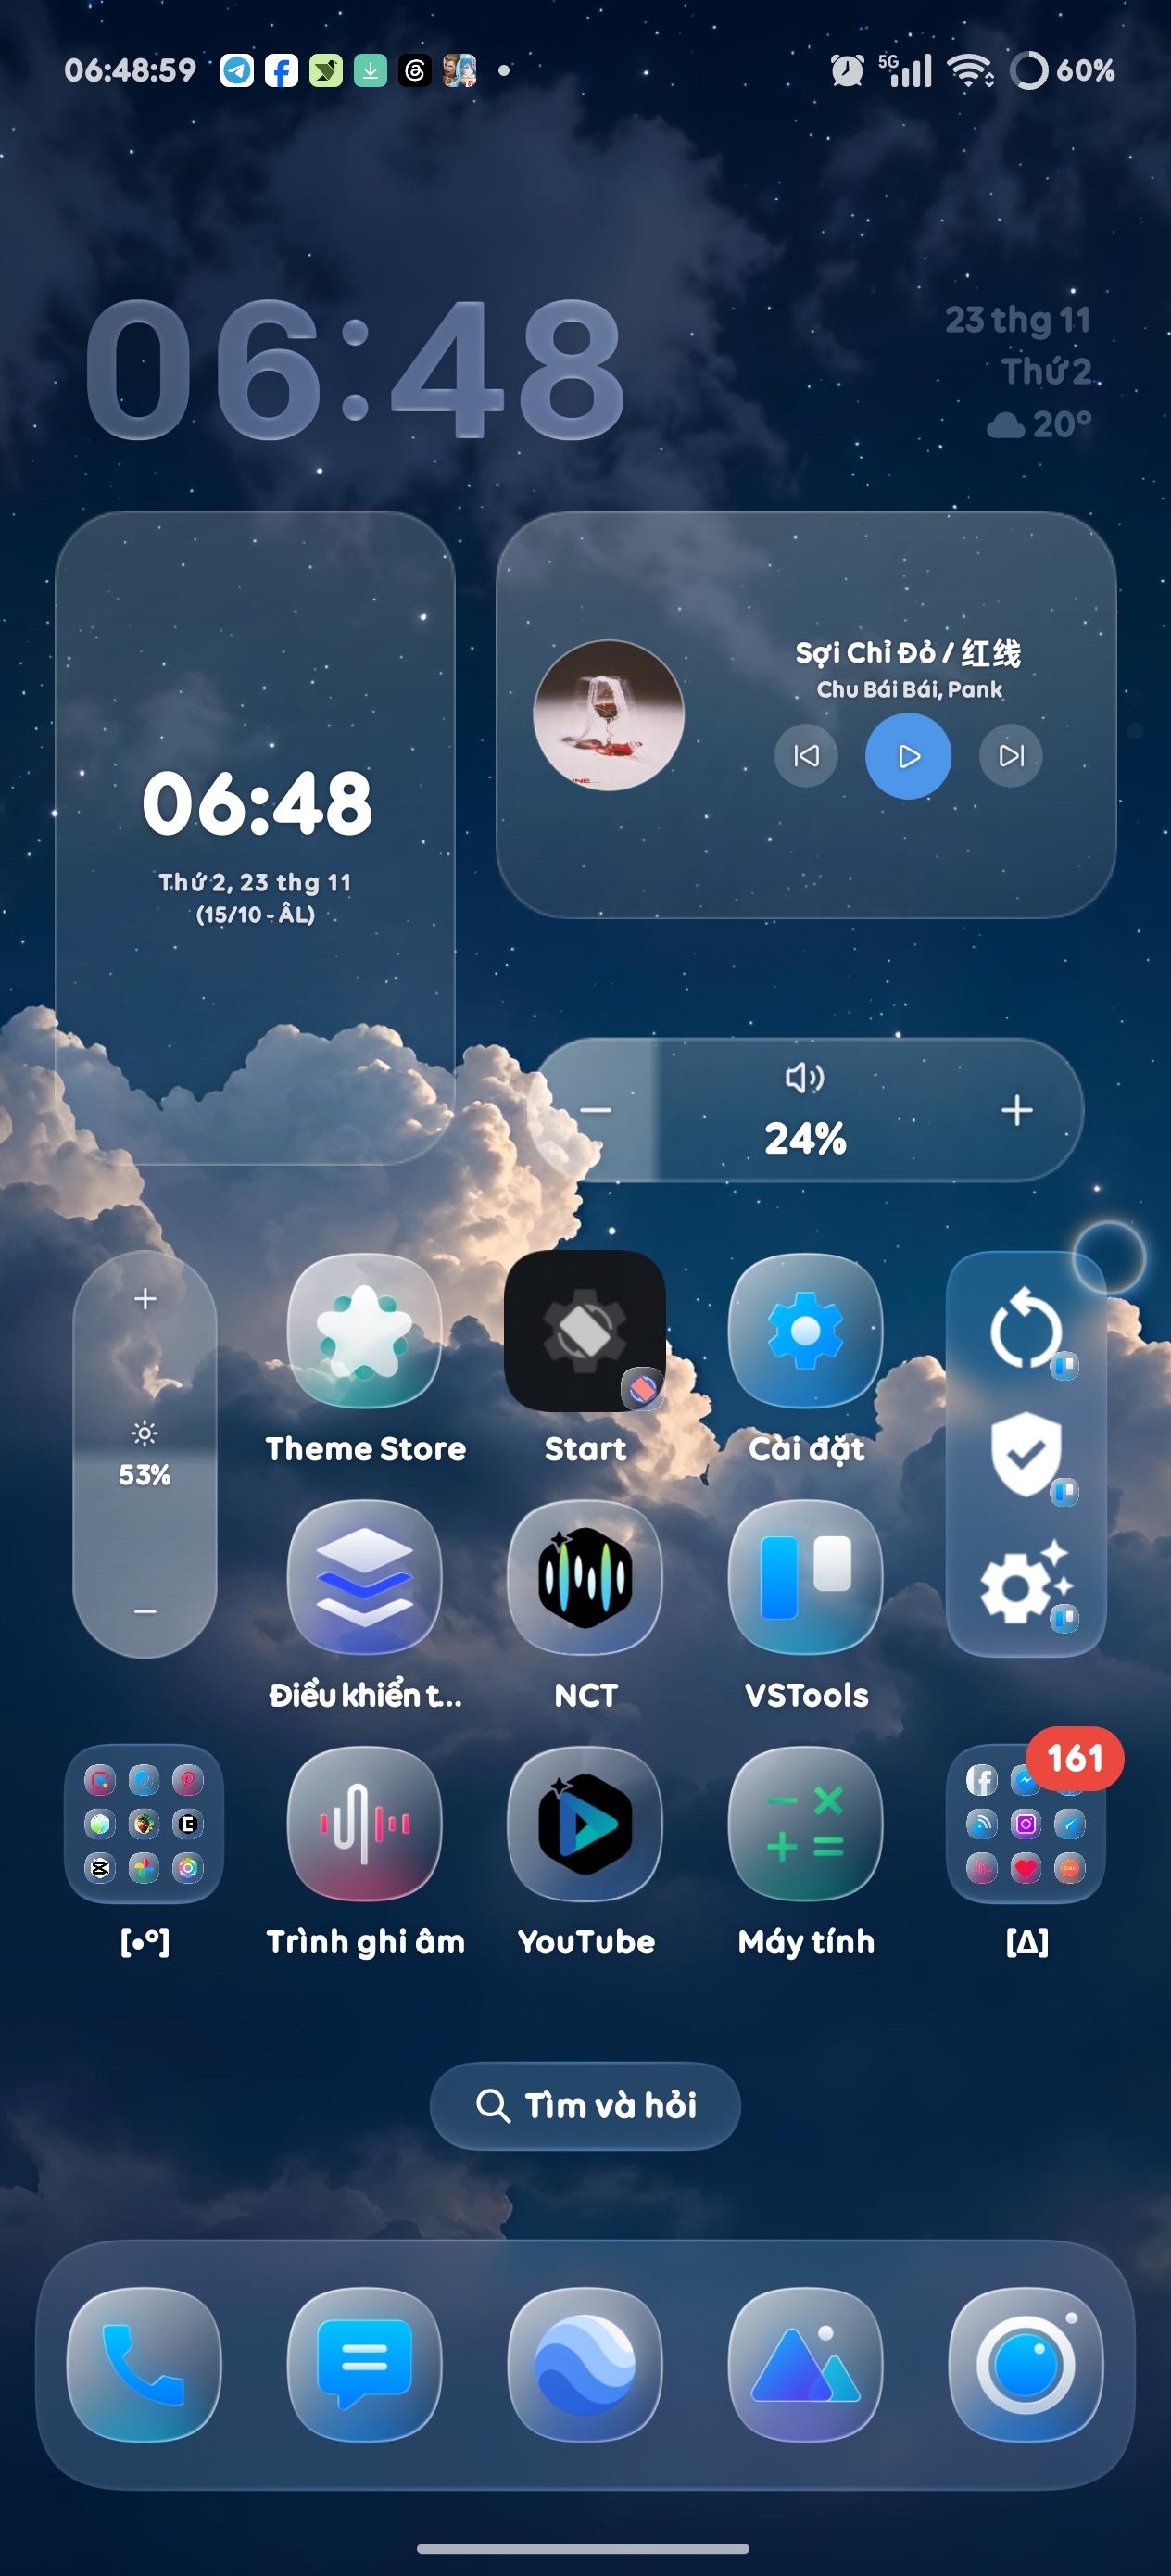 06:48:59
5G
60%
06:48
23 thg 11
Thứ 2
20°
06:48
Thứ 2, 23 thg 11
(15/10 - ÂL)
Sợi Chỉ Đỏ / 红线
Chu Bái Bái, Pank
24%
53%
Theme Store
Start
Cài đặt
Điều khiển t...
NCT
VSTools
161
[•°]
Trình ghi âm
YouTube
Máy tính
[Δ]
Tìm và hỏi